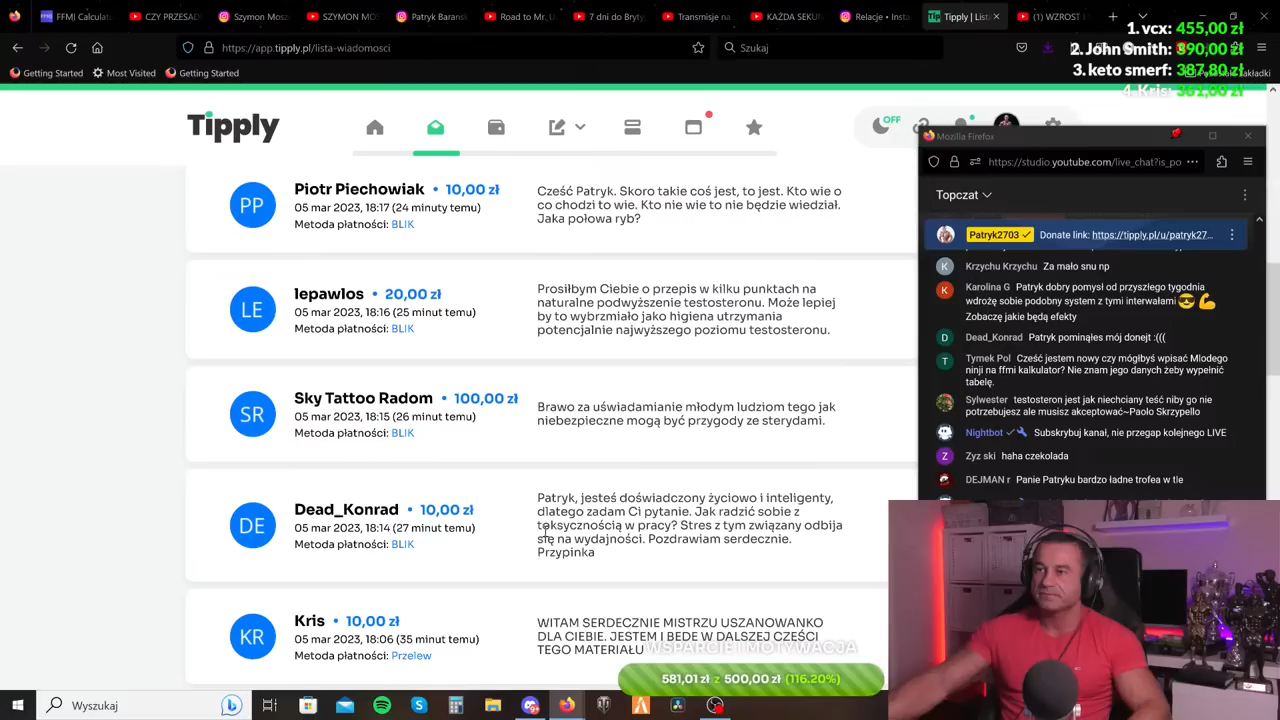 FFMI Calculat
CZY PRZESAD
Szymon Mosz
SZYMON MO
Patryk Baransk
Road to Mr. 
7 dni do Bryty
Transmisje na
KAŻDA SEKUN
Relacje • Insta
Tipply | List
(1) WZROST I
https://app.tipply.pl/lista-wiadomosci
Szukaj
Getting Started
Most Visited
Getting Started
zakładki
1. vcx: 455,00 zł
2. John Smith: 390,00 zł
3. keto smerf: 387,80 zł
4. Kris: 361,00 zł
Tipply
OFF
Piotr Piechowiak • 10,00 zł
05 mar 2023, 18:17 (24 minuty temu)
Metoda płatności: BLIK
Cześć Patryk. Skoro takie coś jest, to jest. Kto wie o
co chodzi to wie. Kto nie wie to nie będzie wiedział.
Jaka połowa ryb?
lepawlos • 20,00 zł
05 mar 2023, 18:16 (25 minut temu)
Metoda płatności: BLIK
Prosiłbym Ciebie o przepis w kilku punktach na
naturalne podwyższenie testosteronu. Może lepiej
by to wybrzmiało jako higiena utrzymania
potencjalnie najwyższego poziomu testosteronu.
SR
Sky Tattoo Radom • 100,00 zł
05 mar 2023, 18:15 (26 minut temu)
Metoda płatności: BLIK
Brawo za uświadamianie młodym ludziom tego jak
niebezpieczne mogą być przygody ze sterydami.
Dead_Konrad • 10,00 zł
05 mar 2023, 18:14 (27 minut temu)
Metoda płatności: BLIK
Patryk, jesteś doświadczony życiowo i inteligenty,
dlatego zadam Ci pytanie. Jak radzić sobie z
toksycznością w pracy? Stres z tym związany odbija
się na wydajności. Pozdrawiam serdecznie.
Przypinka
Kris • 10,00 zł
05 mar 2023, 18:06 (35 minut temu)
Metoda płatności: Przelew
WITAM SERDECZNIE MISTRZU USZANOWANKO
DLA CIEBIE. JESTEM I BEDE W DALSZEJ CZĘŚCI
TEGO MATERIAŁU
PP
LE
DE
KR
WSPARCIE I MOTYWACJA
581,01 zł z 500,00 zł (116.20%)
Mozilla Firefox
https://studio.youtube.com/live_chat?is_po
Topczat
Patryk2703 Donate link: https://tipply.pl/u/patryk27...
Krzychu Krzychu Za mało snu np
Karolina G Patryk dobry pomysł od przyszłego tygodnia
wdrożę sobie podobny system z tymi interwałami
Zobaczę jakie będą efekty
Dead_Konrad Patryk pominąłes mój donejt :(((
Tymek Pol Cześć jestem nowy czy mógłbyś wpisać Mlodego
ninji na ffmi kalkulator? Nie znam jego danych żeby wypełnić
tabelę.
Sylwester testosteron jest jak niechciany teść niby go nie
potrzebujesz ale musisz akceptować~Paolo Skrzypello
Nightbot Subskrybuj kanał, nie przegap kolejnego LIVE
Zyz ski haha czekolada
DEJMAN r Panie Patryku bardzo ładne trofea w tle
Wyszukaj